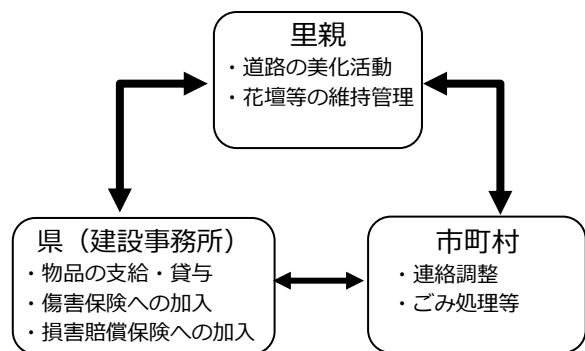 里親
・道路の美化活動
・花壇等の維持管理
県（建設事務所）
・物品の支給・貸与
・傷害保険への加入
・損害賠償保険への加入
市町村
・連絡調整
・ごみ処理等